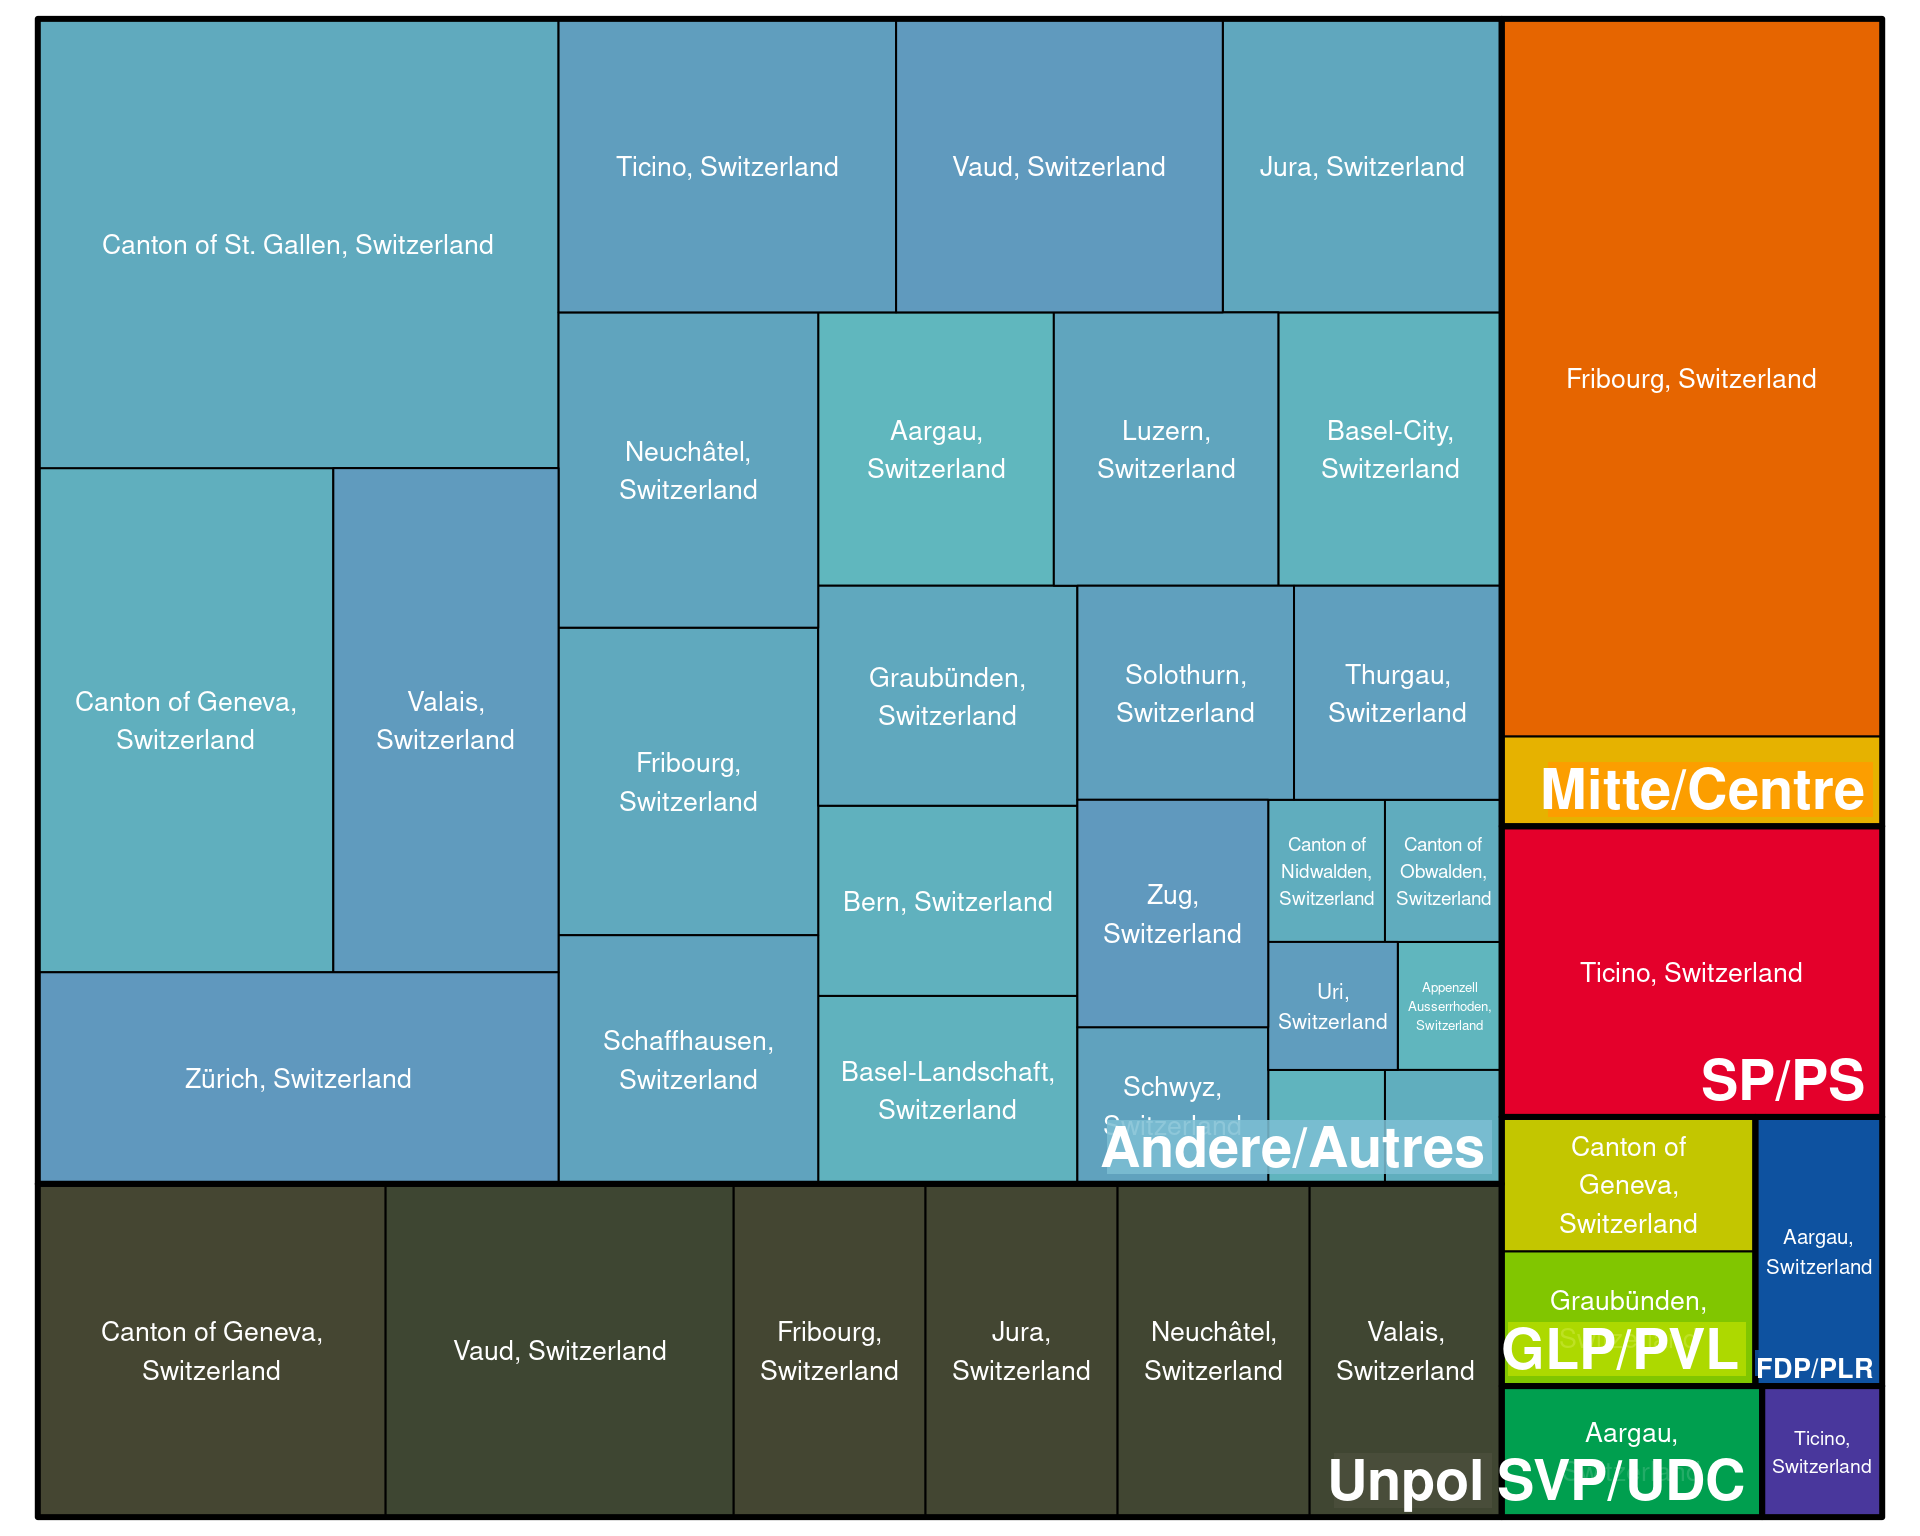 Canton of St. Gallen, Switzerland
Ticino, Switzerland
Vaud, Switzerland
Jura, Switzerland
Neuchâtel,
Switzerland
Aargau,
Switzerland
Luzern,
Switzerland
Basel-City,
Switzerland
Canton of Geneva,
Switzerland
Valais,
Switzerland
Fribourg,
Switzerland
Graubünden,
Switzerland
Solothurn,
Switzerland
Thurgau,
Switzerland
Bern, Switzerland
Zug,
Switzerland
Canton of
Nidwalden,
Switzerland
Canton of
Obwalden,
Switzerland
Uri,
Switzerland
Appenzell
Ausserrhoden,
Switzerland
Zürich, Switzerland
Schaffhausen,
Switzerland
Basel-Landschaft,
Switzerland
Schwyz,
Switzerland
Andere/Autres
Canton of Geneva,
Switzerland
Vaud, Switzerland
Fribourg,
Switzerland
Jura,
Switzerland
Neuchâtel,
Switzerland
Valais,
Switzerland
Unpol
Fribourg, Switzerland
Mitte/Centre
Ticino, Switzerland
SP/PS
Canton of
Geneva,
Switzerland
Graubünden,
Switzerland
GLP/PVL
Aargau,
Switzerland
FDP/PLR
Aargau,
Switzerland
SVP/UDC
Ticino,
Switzerland